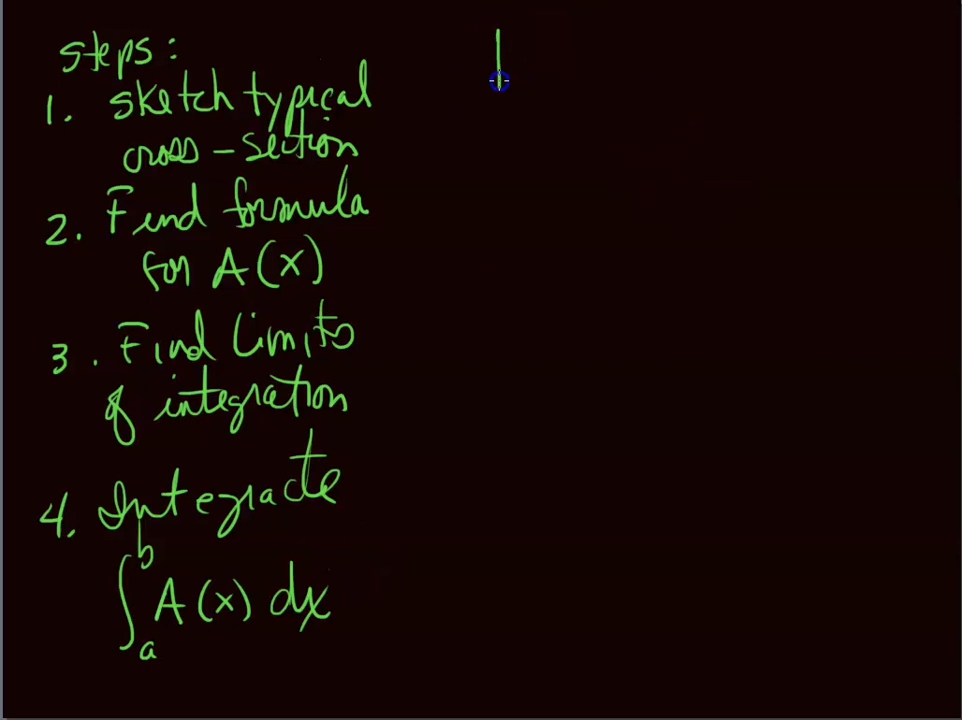 steps:
1. sketch typical
cross-section
2. Find formula
for A(x)
3. Find limits
of integration
4. Integrate
∫_a^b A(x) dx